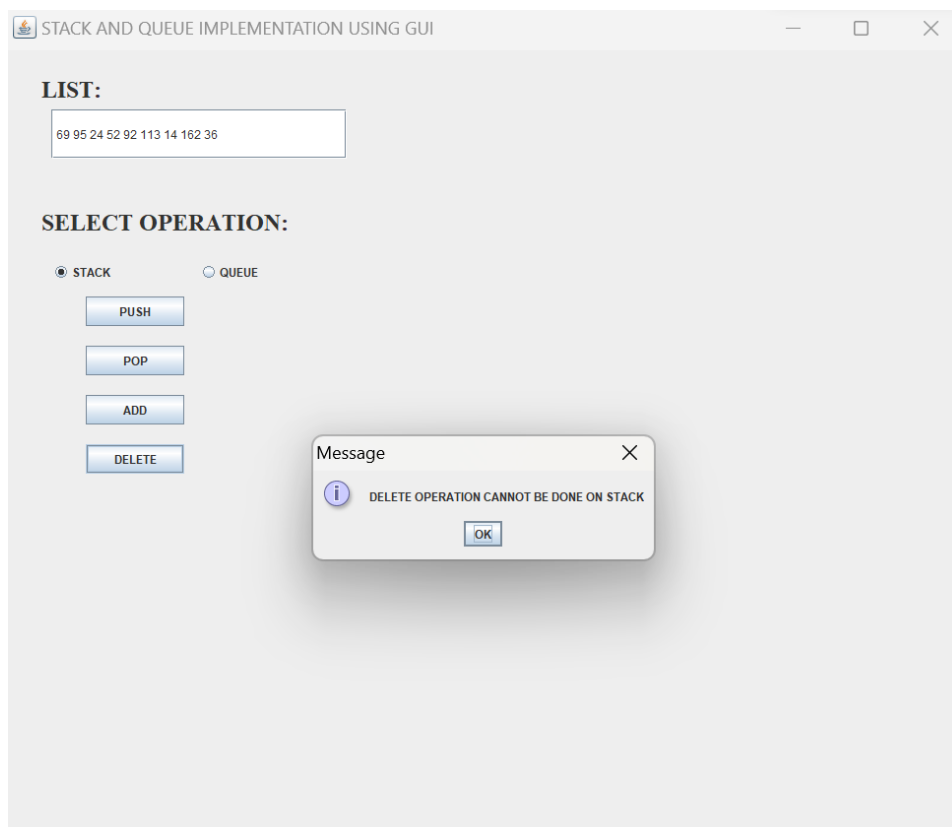 STACK AND QUEUE IMPLEMENTATION USING GUI
LIST:
69 95 24 52 92 113 14 162 36
SELECT OPERATION:
STACK QUEUE
PUSH
POP
ADD
DELETE
Message
DELETE OPERATION CANNOT BE DONE ON STACK
OK